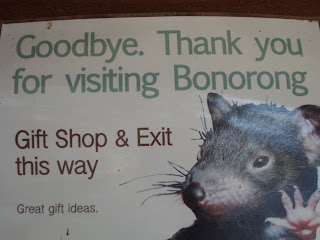 Goodbye. Thank you
for visiting Bonorong
Gift Shop & Exit
this way
Great gift ideas.